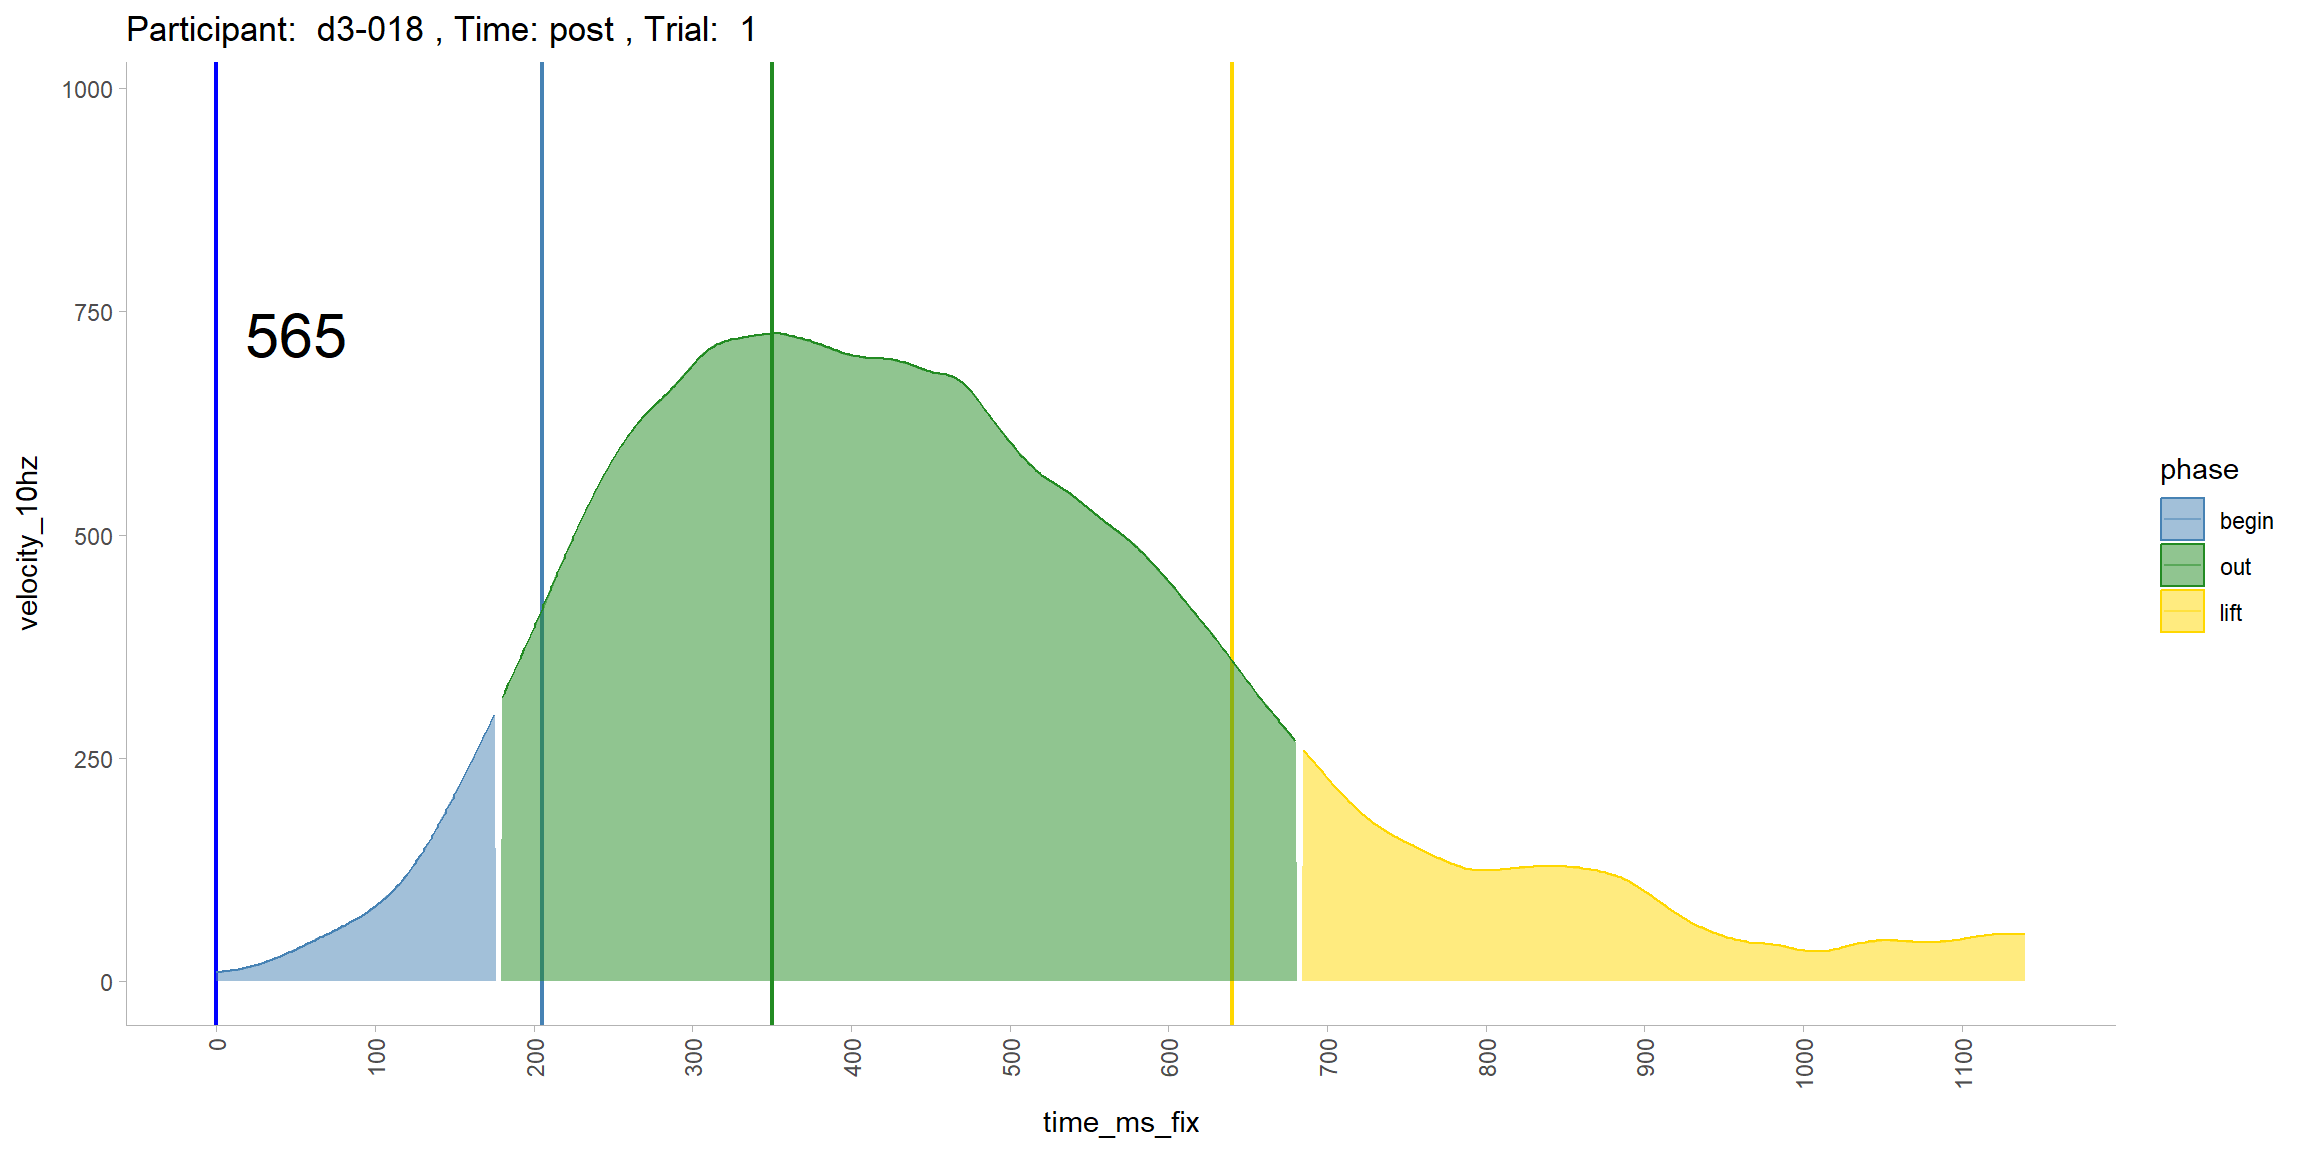 Participant:  d3-018 , Time: post , Trial:  1
1000
750
500
250
0
velocity_10hz
565
0
100
200
300
400
500
600
700
800
900
1000
1100
time_ms_fix
phase
begin
out
lift